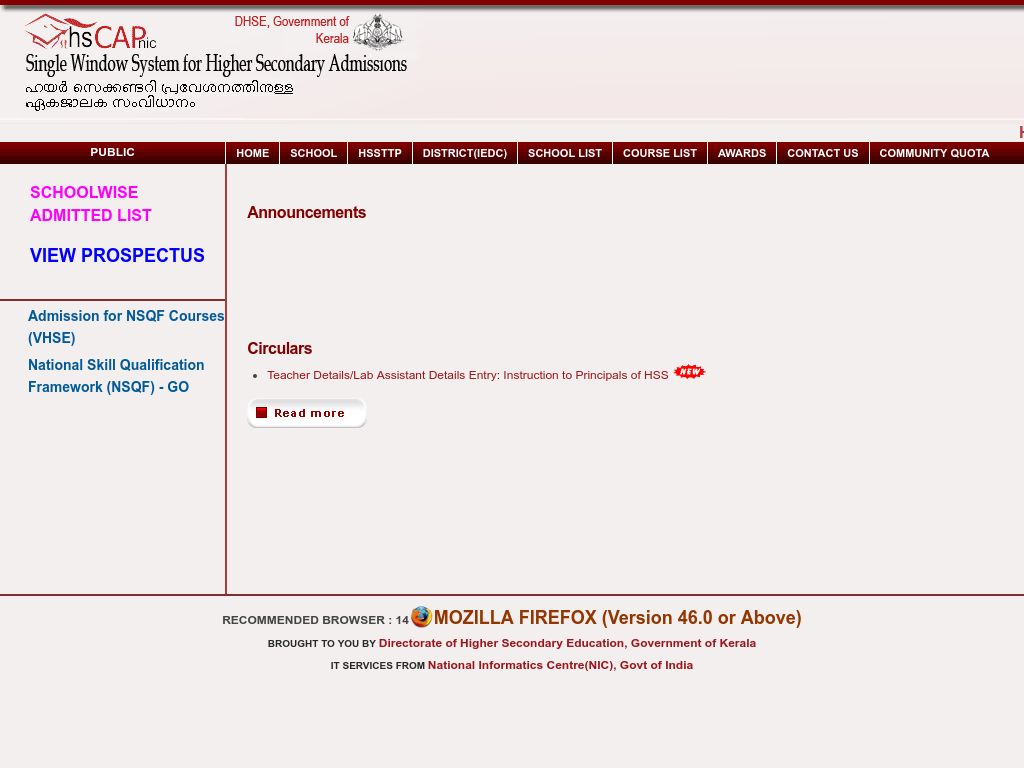 hsCAPnic
DHSE, Government of
Kerala
Single Window System for Higher Secondary Admissions
ഹയർ സെക്കണ്ടറി പ്രവേശനത്തിനുള്ള
ഏകജാലക സംവിധാനം
H
PUBLIC HOME SCHOOL HSSTTP DISTRICT(IEDC) SCHOOL LIST COURSE LIST AWARDS CONTACT US COMMUNITY QUOTA
SCHOOLWISE
ADMITTED LIST
VIEW PROSPECTUS
Admission for NSQF Courses
(VHSE)
National Skill Qualification
Framework (NSQF) - GO
Announcements
Circulars
Teacher Details/Lab Assistant Details Entry: Instruction to Principals of HSS NEW
Read more
RECOMMENDED BROWSER : 14 MOZILLA FIREFOX (Version 46.0 or Above)
BROUGHT TO YOU BY Directorate of Higher Secondary Education, Government of Kerala
IT SERVICES FROM National Informatics Centre(NIC), Govt of India